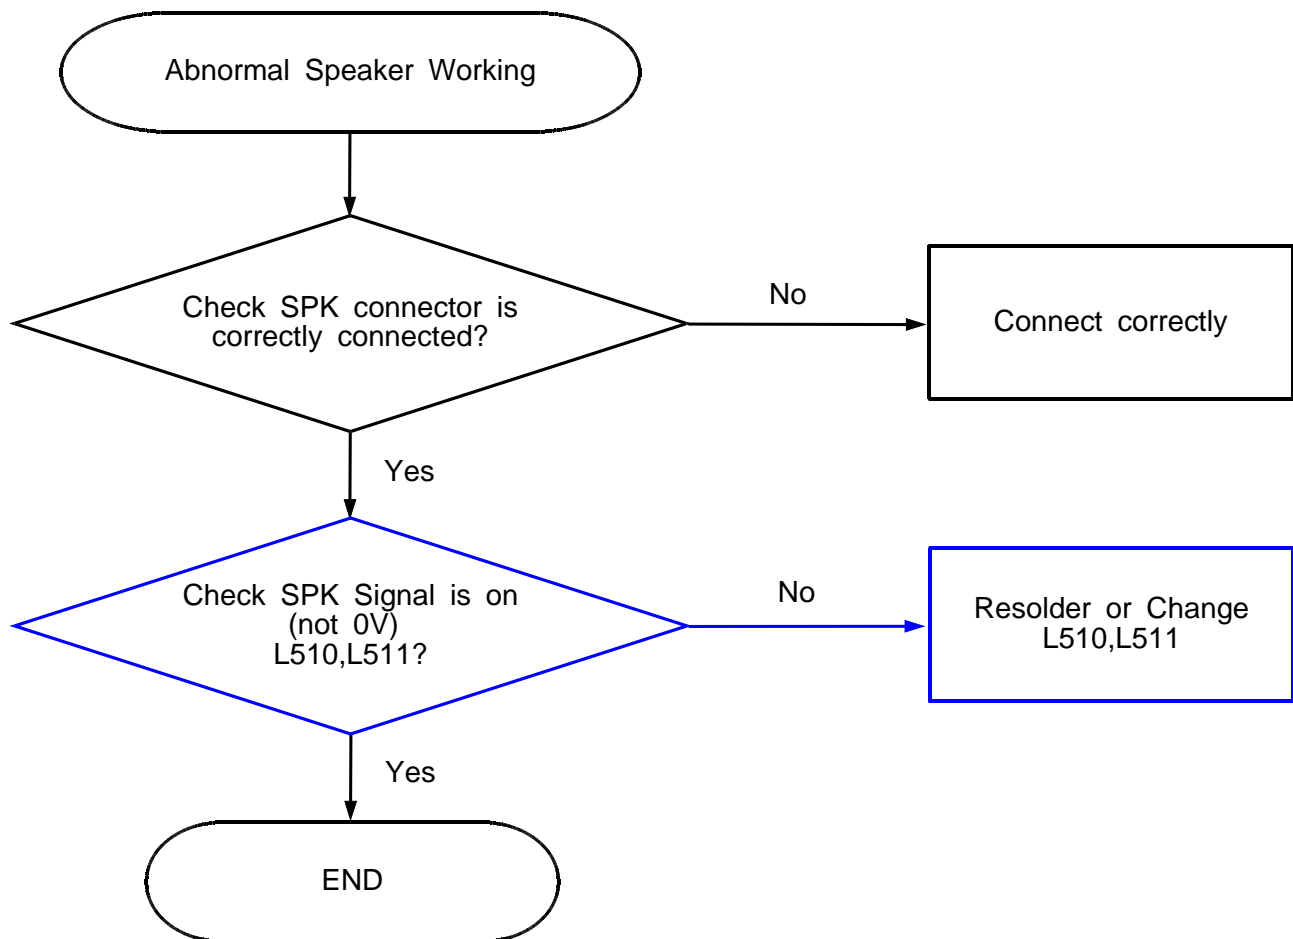 Abnormal Speaker Working
Check SPK connector is
correctly connected?
No
Connect correctly
Yes
Check SPK Signal is on
(not 0V)
L510,L511?
No
Resolder or Change
L510,L511
Yes
END